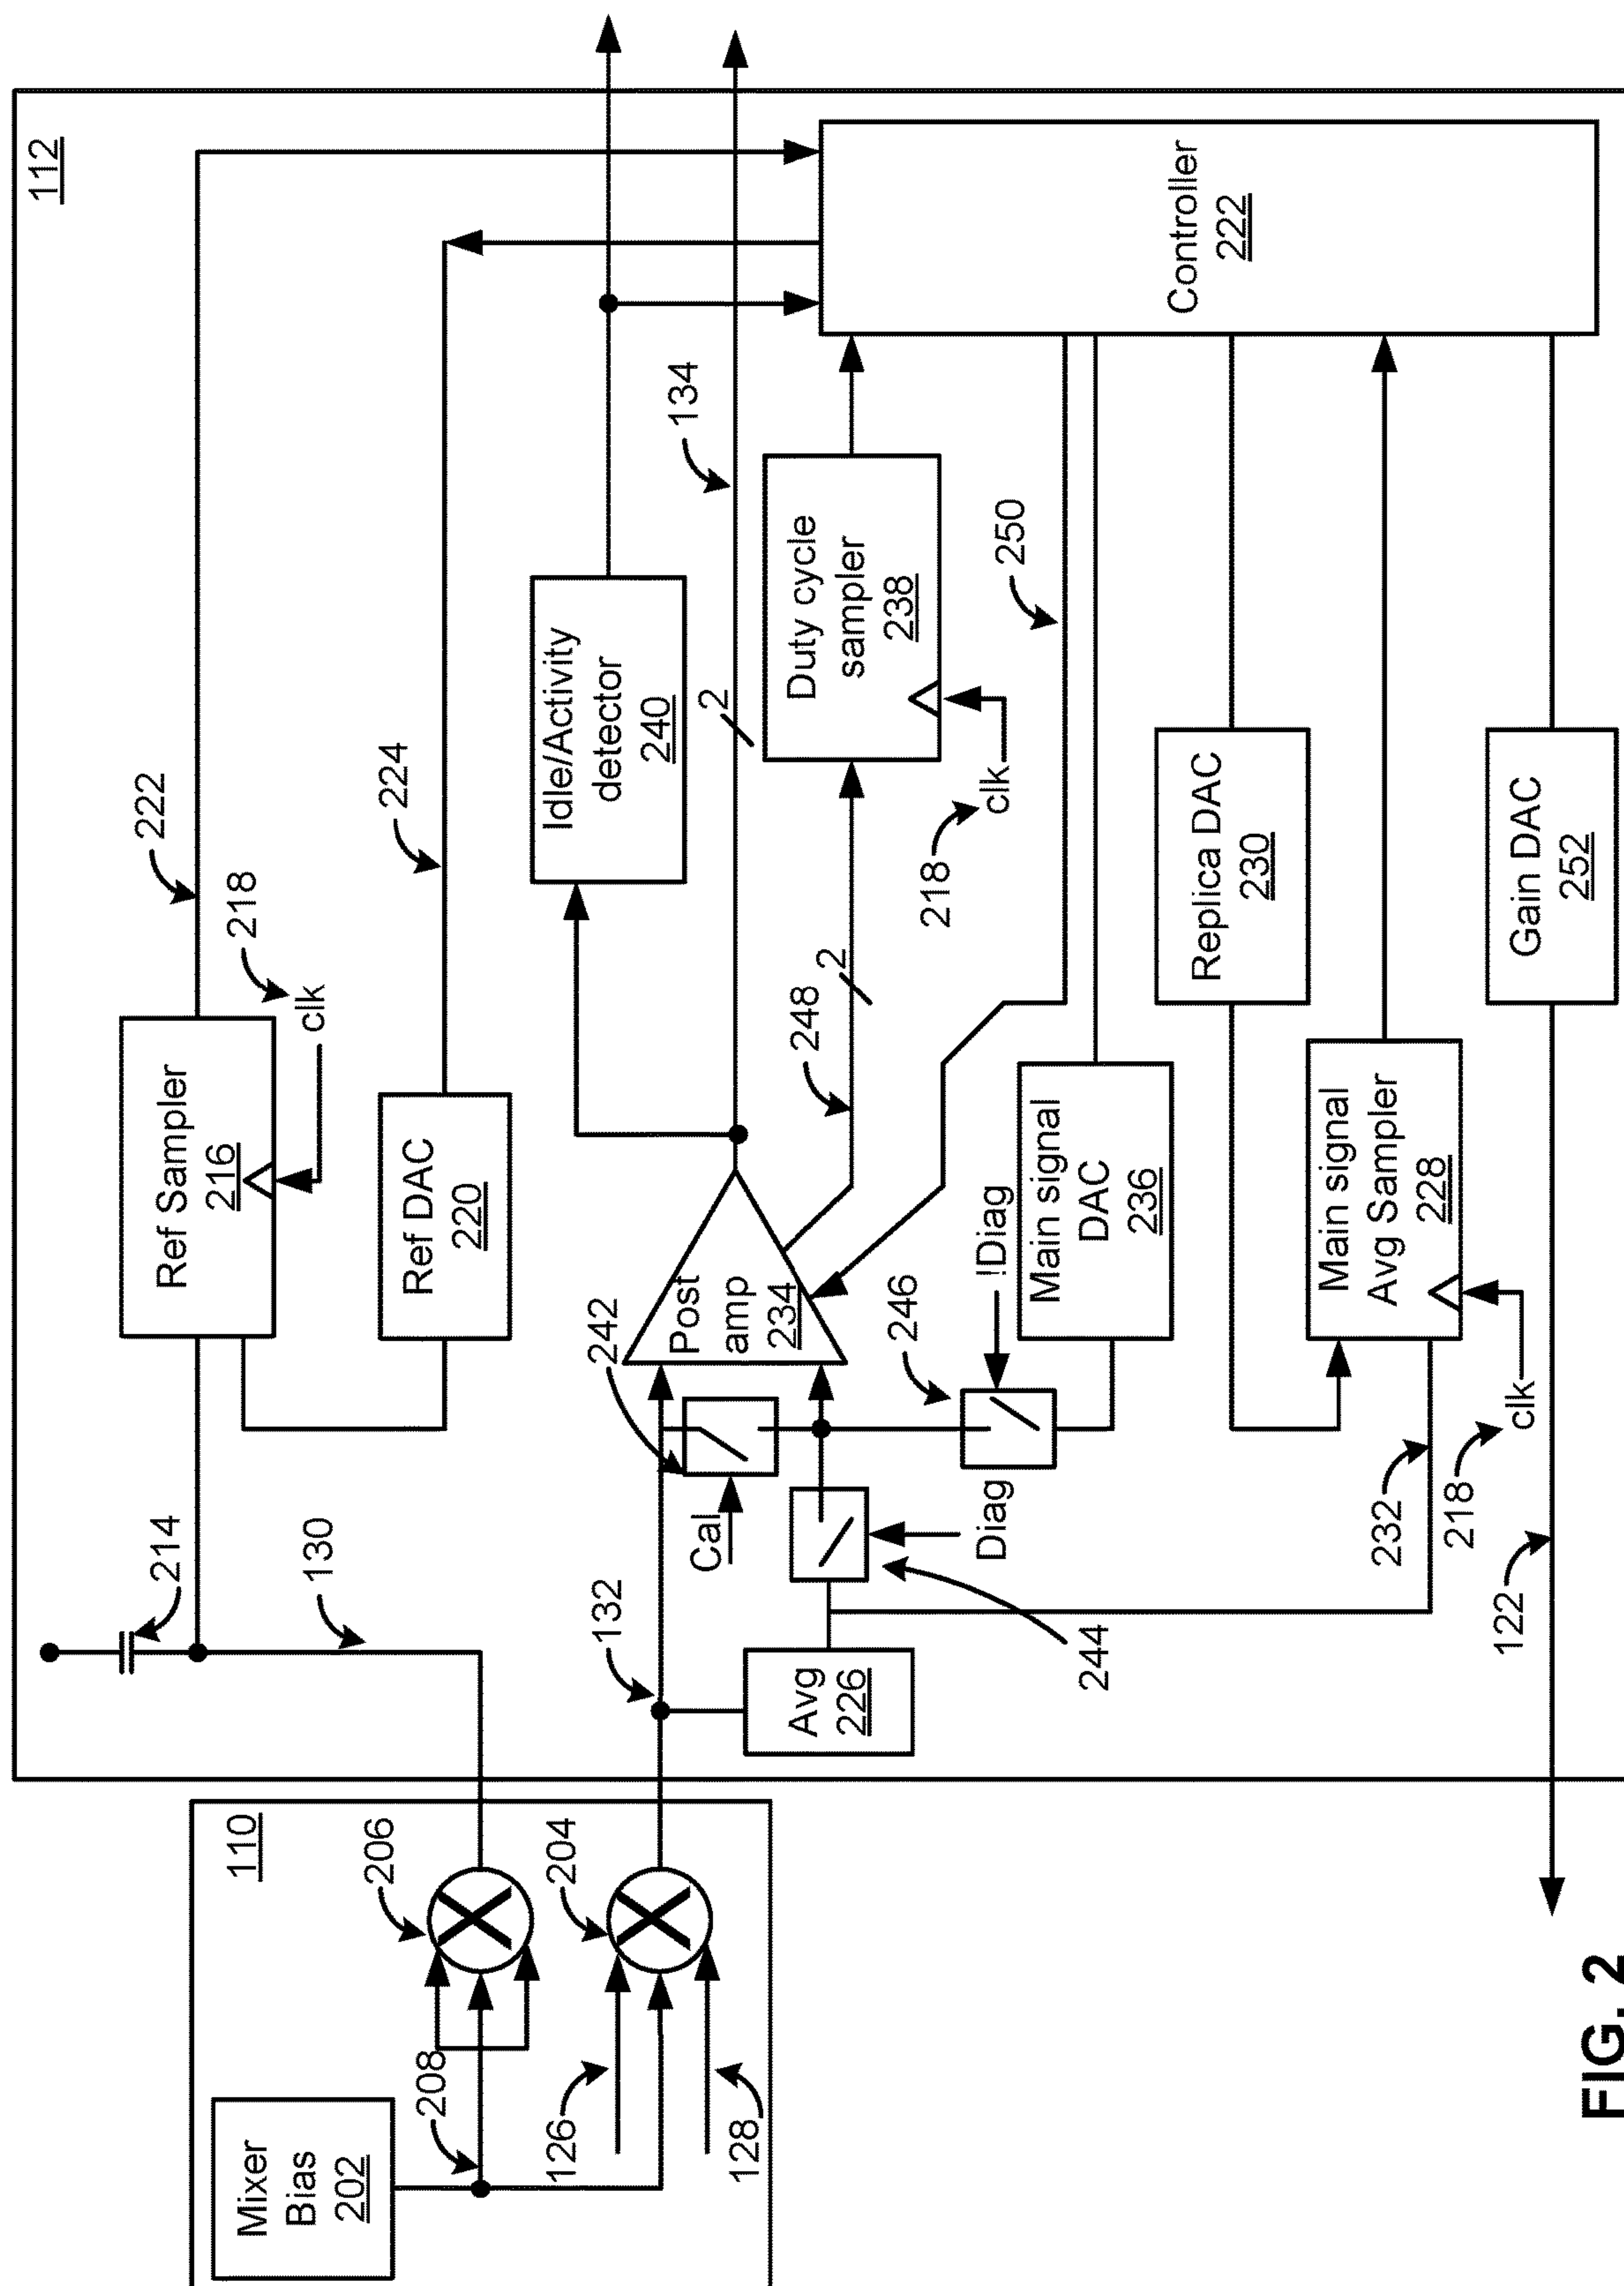 112
110
Mixer
Bias
202
208
206
204
126
128
214
130
132
Ref Sampler
216
218
clk
222
Ref DAC
220
224
Idle/Activity
detector
240
134
2
Post
amp
234
242
Cal
Avg
226
244
Diag
246
!Diag
248
2
Duty cycle
sampler
238
218
clk
250
Main signal
DAC
236
Replica DAC
230
Main signal
Avg Sampler
228
232
218
clk
Gain DAC
252
122
Controller
222
FIG. 2